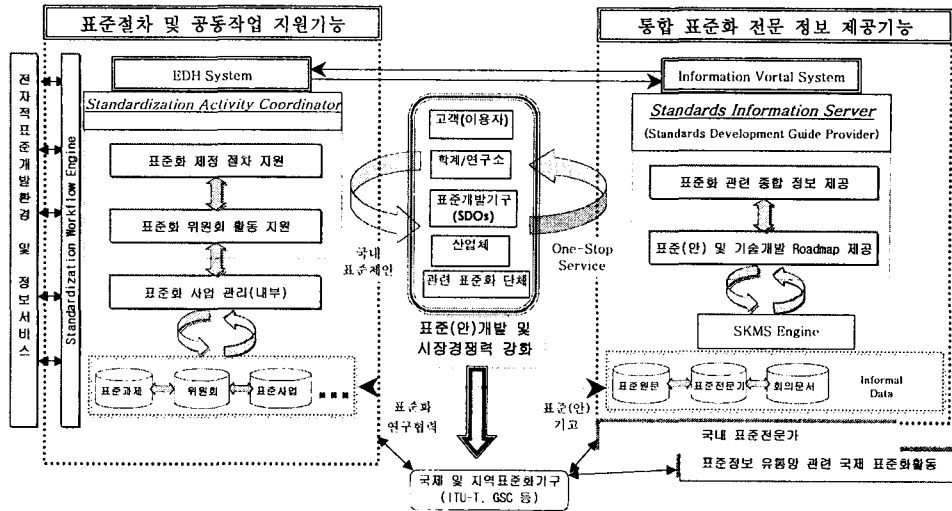 표준절차 및 공동작업 지원기능
통합 표준화 전문 정보 제공기능
전자적표준개발환경 및 정보서비스
Standardization Workflow Engine
EDH System
Standardization Activity Coordinator
표준화 제정 절차 지원
표준화 위원회 활동 지원
표준화 사업 관리(내부)
표준과제
위원회
표준사업
고객(이용자)
학계/연구소
표준개발기구
(SDOs)
산업체
관련 표준화 단체
국내
표준제안
One-Stop
Service
표준(안)개발 및
시장경쟁력 강화
Information Vortal System
Standards Information Server
(Standards Development Guide Provider)
표준화 관련 종합 정보 제공
표준(안) 및 기술개발 Roadmap 제공
SKMS Engine
표준원문
표준전문가
회의문서
Informal
Data
표준화
연구협력
표준(안)
기고
국내 표준전문가
표준정보 유통망 관련 국제 표준화활동
국제 및 지역표준화기구
(ITU-T, GSC 등)